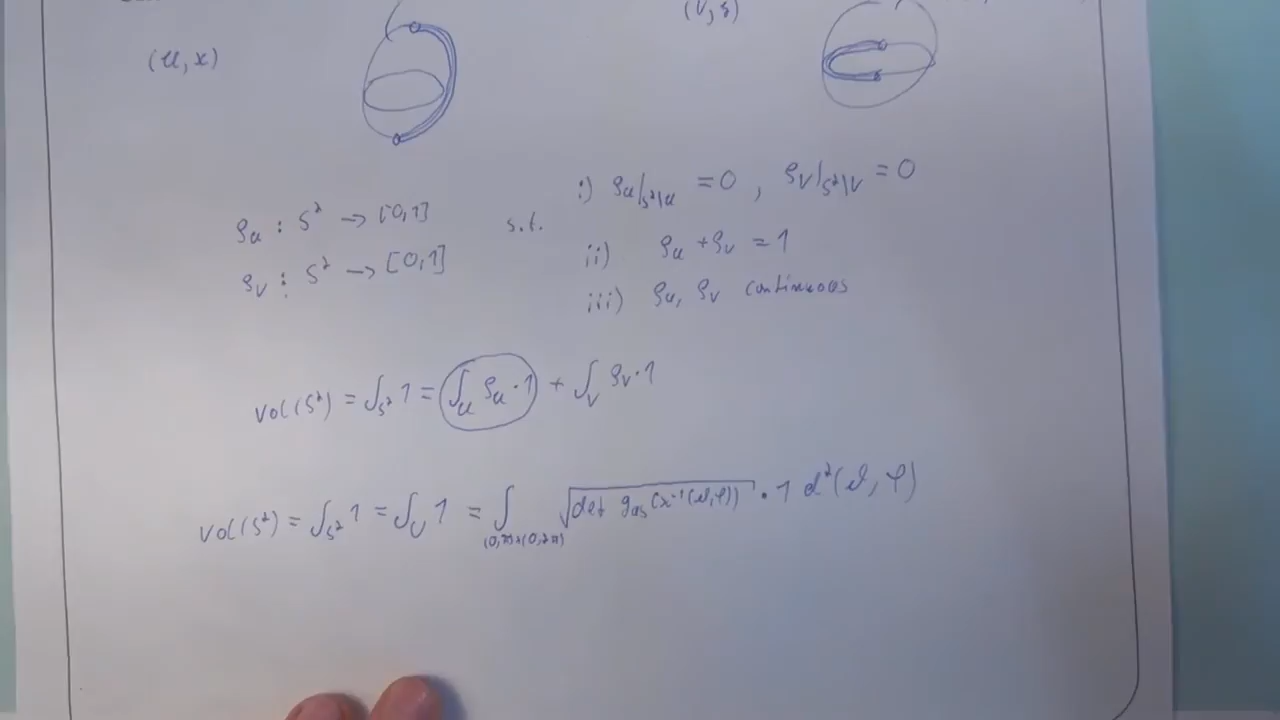 (V, y)
(U, x)
i) ρ_U|_{S²\U} = 0 , ρ_V|_{S²\V} = 0
ρ_U : S² → [0,1] s.t.
ii) ρ_U + ρ_V = 1
ρ_V : S² → [0,1]
iii) ρ_U, ρ_V continuous
vol(S²) = ∫_{S²} 1 = ∫_U ρ_U · 1 + ∫_V ρ_V · 1
vol(S²) = ∫_{S²} 1 = ∫_U 1 = ∫_{(0,π)×(0,2π)} √(det g_{ab}(x⁻¹(ϑ,φ))) · 1 d²(ϑ, φ)